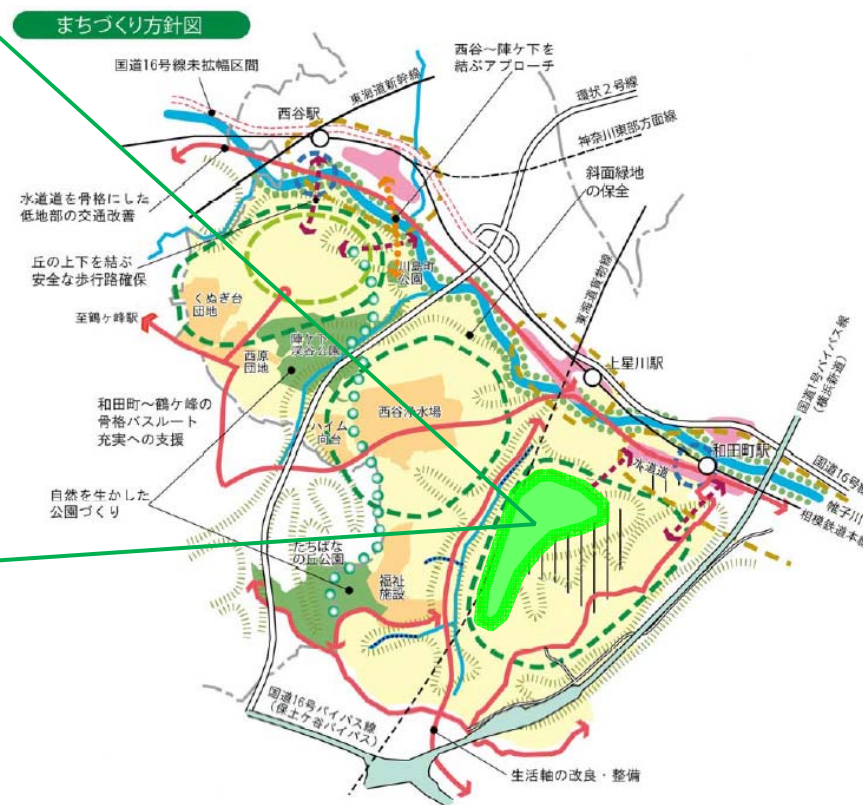 まちづくり方針図
国道16号線未拡幅区間
西谷駅
東海道新幹線
西谷～陣ケ下を
結ぶアプローチ
環状2号線
神奈川東部方面線
斜面緑地
の保全
水道道を骨格にした
低地部の交通改善
丘の上下を結ぶ
安全な歩行路確保
川島町
公園
東海道貨物線
くぬぎ台
団地
至鶴ヶ峰駅
陣ケ下
渓谷公園
西原
団地
上星川駅
国道1号バイパス線
(横浜新道)
和田町～鶴ケ峰の
骨格バスルート
充実への支援
西谷浄水場
ハイム
向台
和田町駅
水道道
国道16号線
帷子川
相模鉄道本線
自然を生かした
公園づくり
たちばな
の丘公園
福祉
施設
国道16号バイパス線
(保土ケ谷バイパス)
生活軸の改良・整備